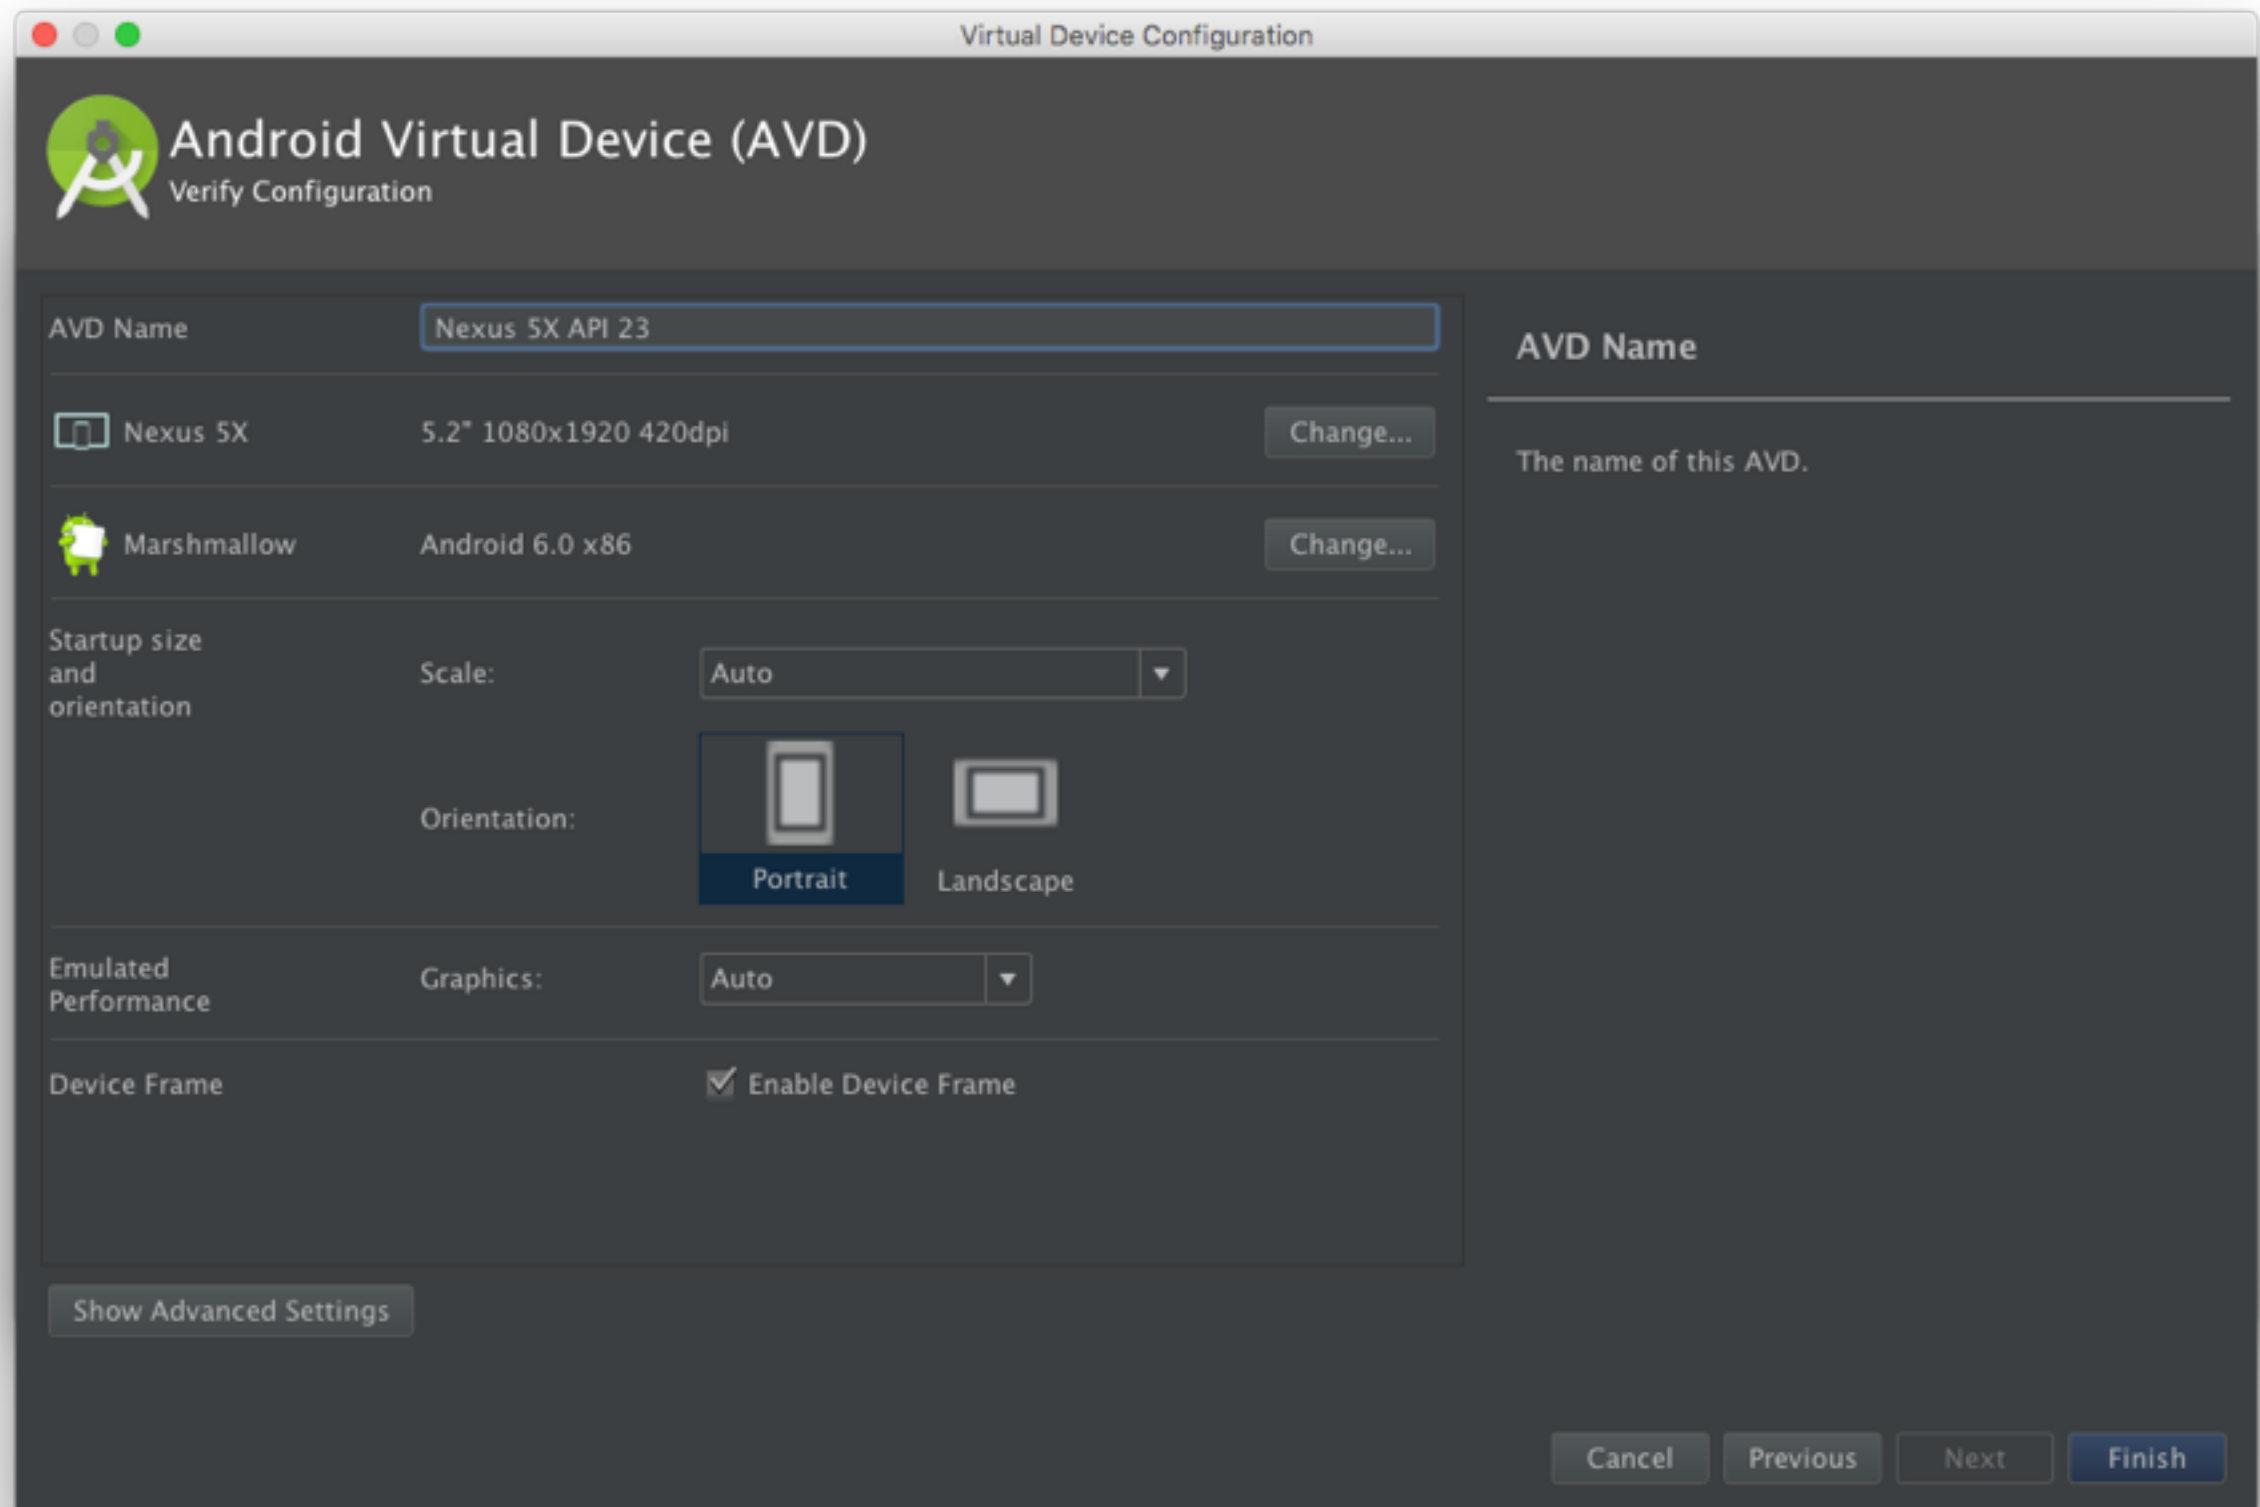 Virtual Device Configuration
Android Virtual Device (AVD)
Verify Configuration
AVD Name
Nexus 5X API 23
Nexus 5X
5.2" 1080x1920 420dpi
Change...
Marshmallow
Android 6.0 x86
Change...
Startup size
and
orientation
Scale:
Auto
Orientation:
Portrait
Landscape
Emulated
Performance
Graphics:
Auto
Device Frame
Enable Device Frame
Show Advanced Settings
AVD Name
The name of this AVD.
Cancel
Previous
Next
Finish